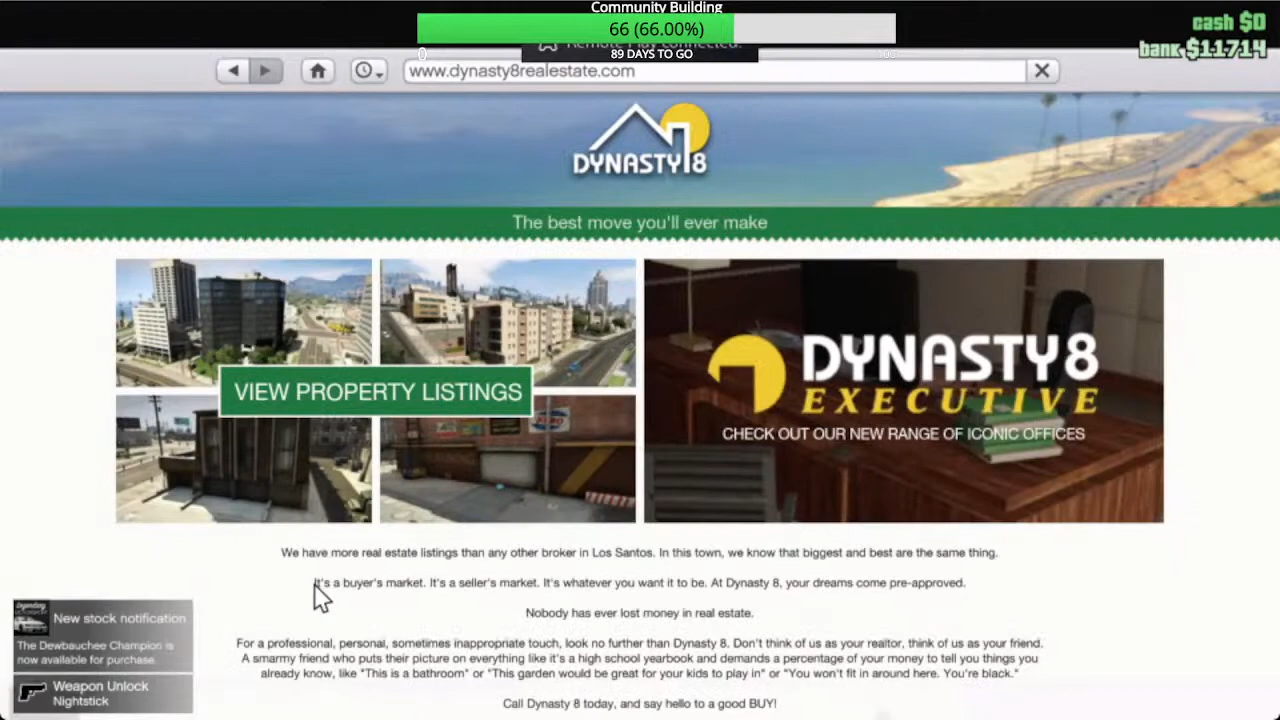 Community Building
66 (66.00%)
cash $0
Remote Play connected.
bank $11714
0
89 DAYS TO GO
100
www.dynasty8realestate.com
DYNASTY8
The best move you'll ever make
VIEW PROPERTY LISTINGS
DYNASTY8
EXECUTIVE
CHECK OUT OUR NEW RANGE OF ICONIC OFFICES
We have more real estate listings than any other broker in Los Santos. In this town, we know that biggest and best are the same thing.
It's a buyer's market. It's a seller's market. It's whatever you want it to be. At Dynasty 8, your dreams come pre-approved.
Nobody has ever lost money in real estate.
New stock notification
The Dewbauchee Champion is
now available for purchase.
Weapon Unlock
Nightstick
For a professional, personal, sometimes inappropriate touch, look no further than Dynasty 8. Don't think of us as your realtor, think of us as your friend.
A smarmy friend who puts their picture on everything like it's a high school yearbook and demands a percentage of your money to tell you things you
already know, like "This is a bathroom" or "This garden would be great for your kids to play in" or "You won't fit in around here. You're black."
Call Dynasty 8 today, and say hello to a good BUY!